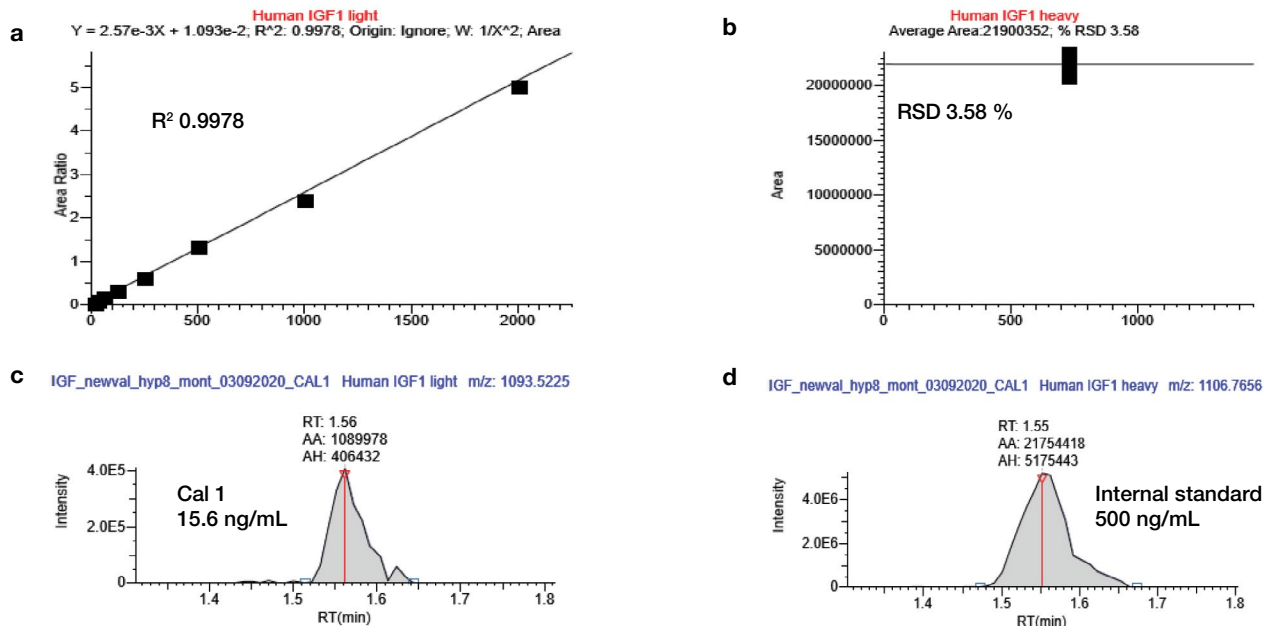 a
Human IGF1 light
Y = 2.57e-3X + 1.093e-2; R^2: 0.9978; Origin: Ignore; W: 1/X^2; Area
R² 0.9978
Area Ratio
5
4
3
2
1
0
0 500 1000 1500 2000
b
Human IGF1 heavy
Average Area:21900352; % RSD 3.58
RSD 3.58 %
Area
20000000
15000000
10000000
5000000
0
0 500 1000
c
IGF_newval_hyp8_mont_03092020_CAL1 Human IGF1 light m/z: 1093.5225
RT: 1.56
AA: 1089978
AH: 406432
Cal 1
15.6 ng/mL
Intensity
4.0E5
2.0E5
0
1.4 1.5 1.6 1.7 1.8
RT(min)
d
IGF_newval_hyp8_mont_03092020_CAL1 Human IGF1 heavy m/z: 1106.7656
RT: 1.55
AA: 21754418
AH: 5175443
Internal standard
500 ng/mL
Intensity
4.0E6
2.0E6
0
1.4 1.5 1.6 1.7 1.8
RT(min)